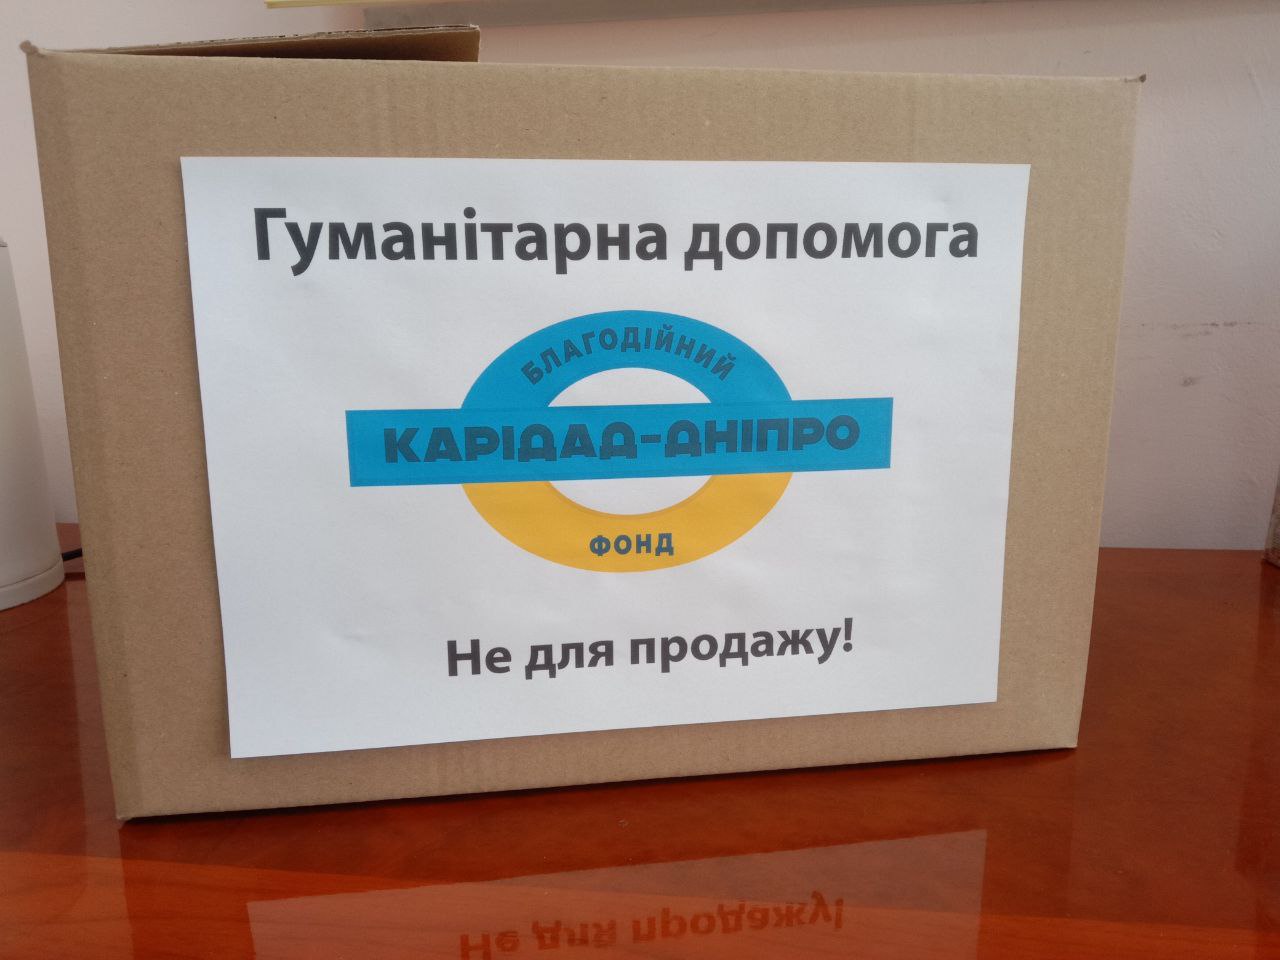 Гуманітарна допомога
БЛАГОДІЙНИЙ
КАРІДАД-ДНІПРО
ФОНД
Не для продажу!